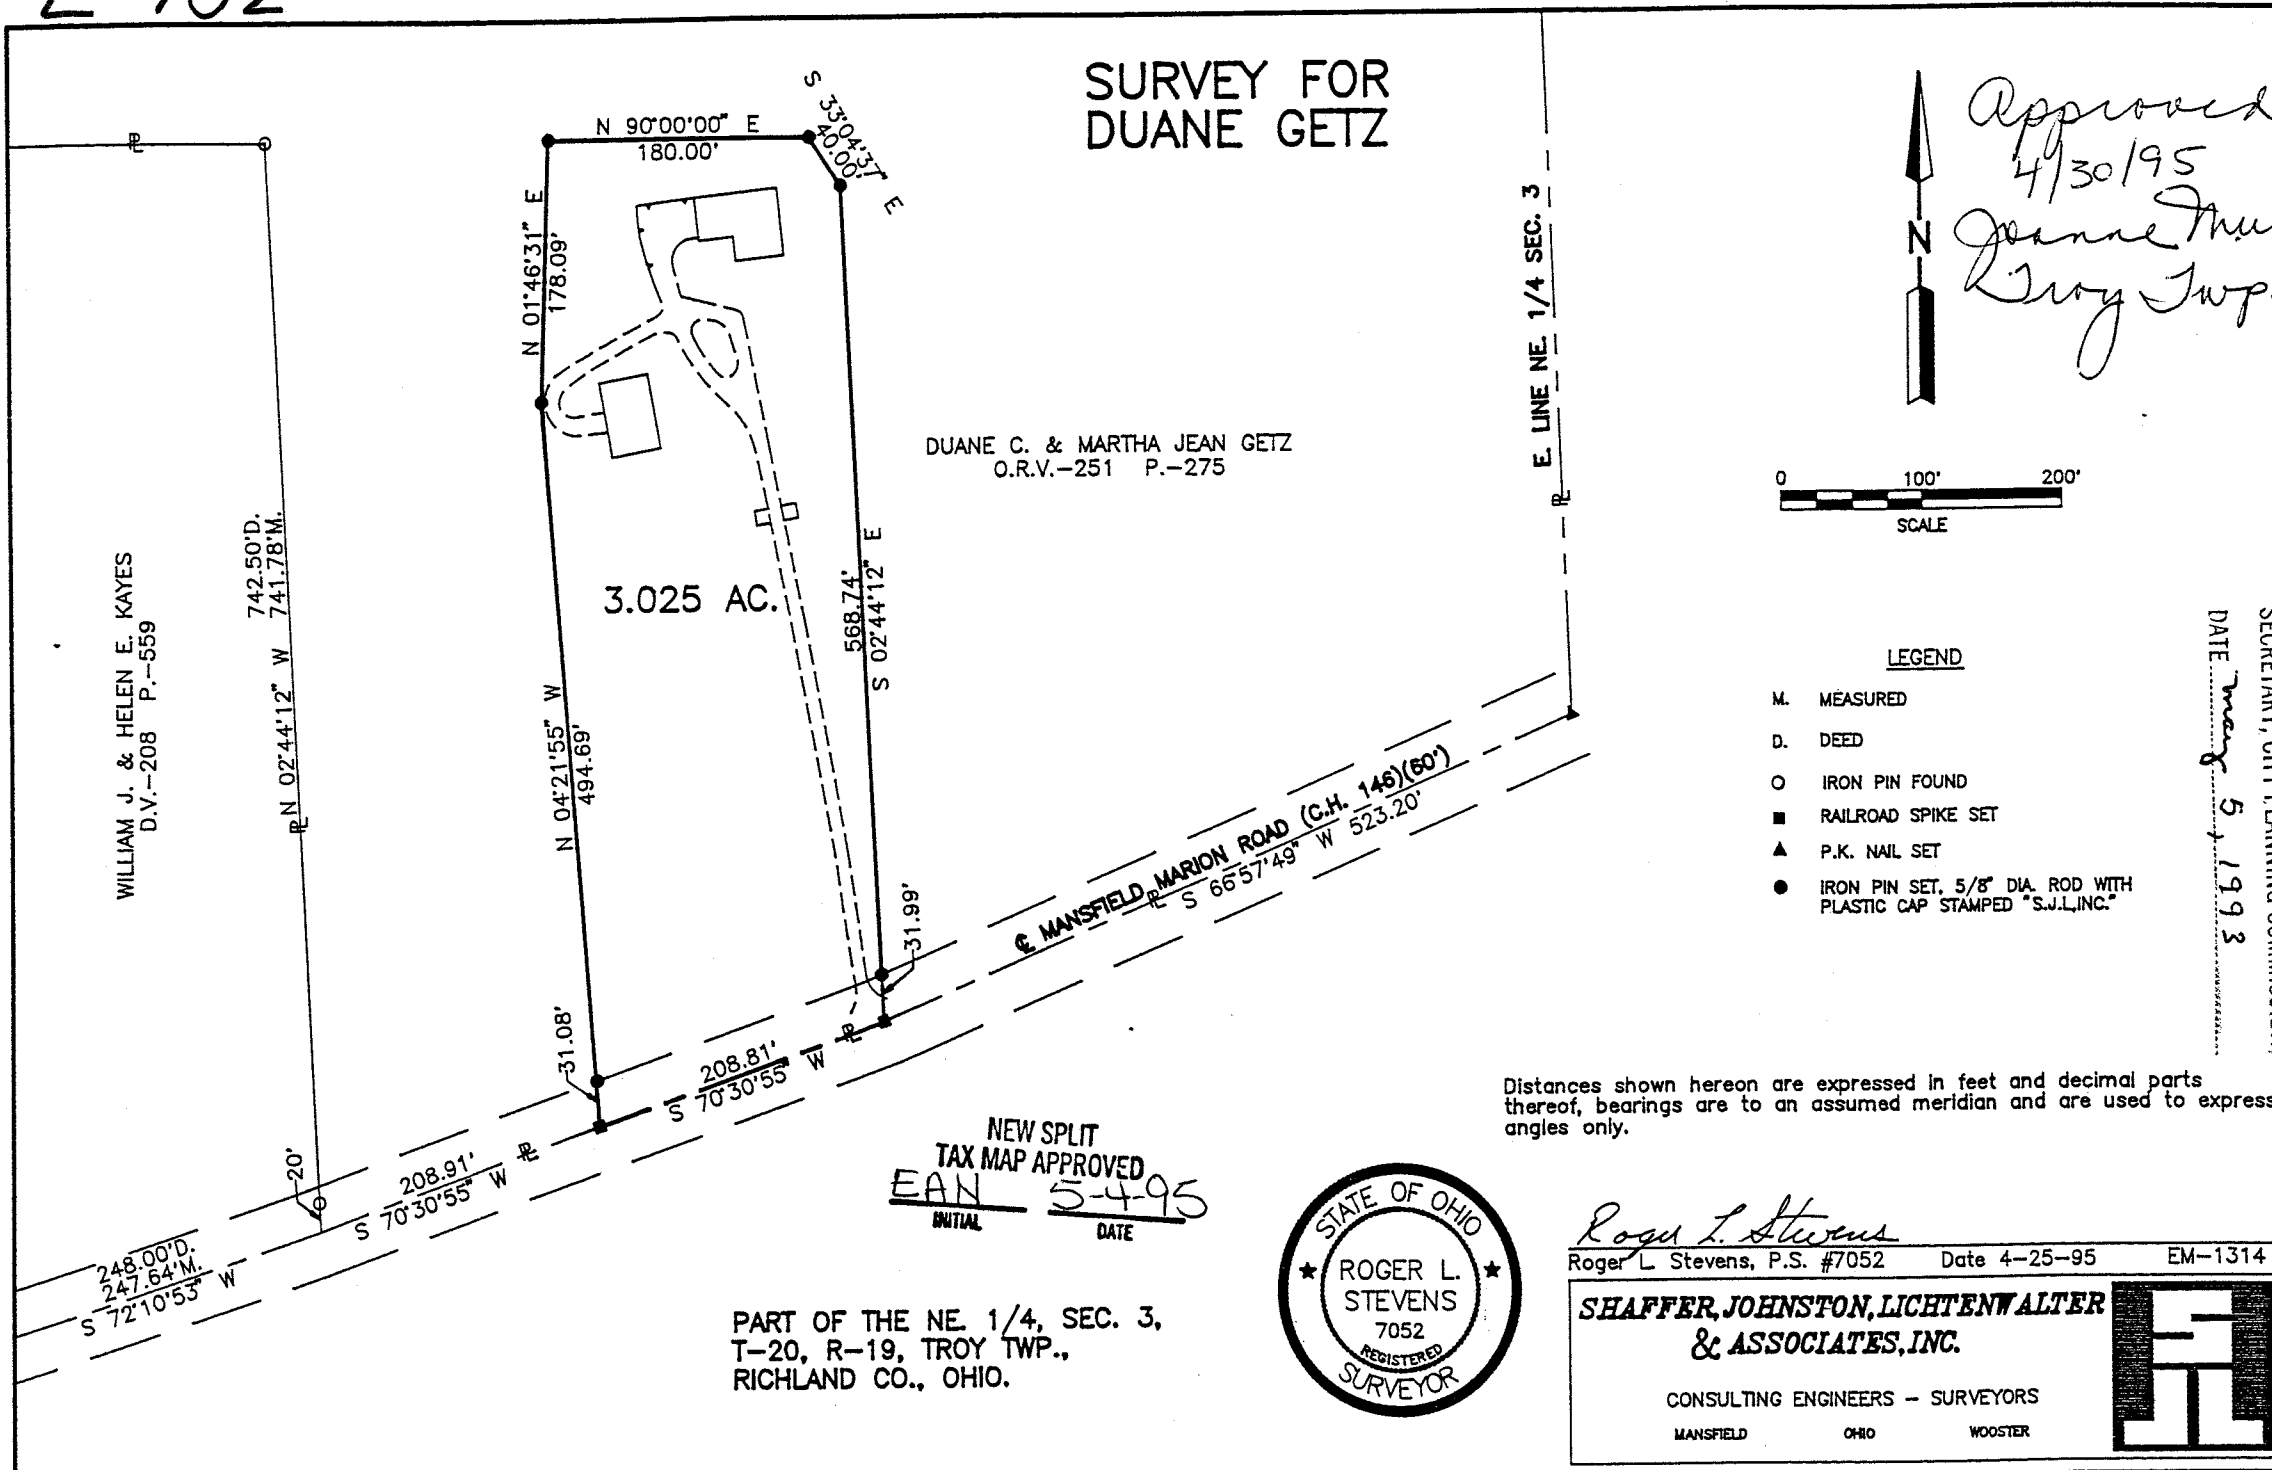 SURVEY FOR
DUANE GETZ
N 90°00'00" E
180.00'
S 33°04'37" E
40.00'
N 01°46'31" E
178.09'
Approved
4/30/95
Joanne
Troy Twp.
N
E. LINE NE. 1/4 SEC. 3
DUANE C. & MARTHA JEAN GETZ
O.R.V.-251 P.-275
0 100' 200'
SCALE
742.50'D.
741.78'M.
N 02°44'12" W
WILLIAM J. & HELEN E. KAYES
D.V.-208 P.-559
3.025 AC.
568.74'
S 02°44'12" E
N 04°21'55" W
494.69'
LEGEND
M. MEASURED
D. DEED
IRON PIN FOUND
RAILROAD SPIKE SET
P.K. NAIL SET
IRON PIN SET, 5/8" DIA. ROD WITH
PLASTIC CAP STAMPED "S.J.L,INC."
DATE May 5, 1993
℄ MANSFIELD MARION ROAD (C.H. 146)(60')
S 66°57'49" W 523.20'
31.99'
31.08'
208.81'
S 70°30'55" W
20'
208.91'
S 70°30'55" W
248.00'D.
247.64'M.
S 72°10'53" W
Distances shown hereon are expressed in feet and decimal parts
thereof, bearings are to an assumed meridian and are used to express
angles only.
NEW SPLIT
TAX MAP APPROVED
EAN 5-4-95
INITIAL DATE
STATE OF OHIO
ROGER L.
STEVENS
7052
REGISTERED
SURVEYOR
Roger L. Stevens
Roger L. Stevens, P.S. #7052 Date 4-25-95 EM-1314
PART OF THE NE. 1/4, SEC. 3,
T-20, R-19, TROY TWP.,
RICHLAND CO., OHIO.
SHAFFER, JOHNSTON, LICHTENWALTER
& ASSOCIATES, INC.
CONSULTING ENGINEERS - SURVEYORS
MANSFIELD OHIO WOOSTER